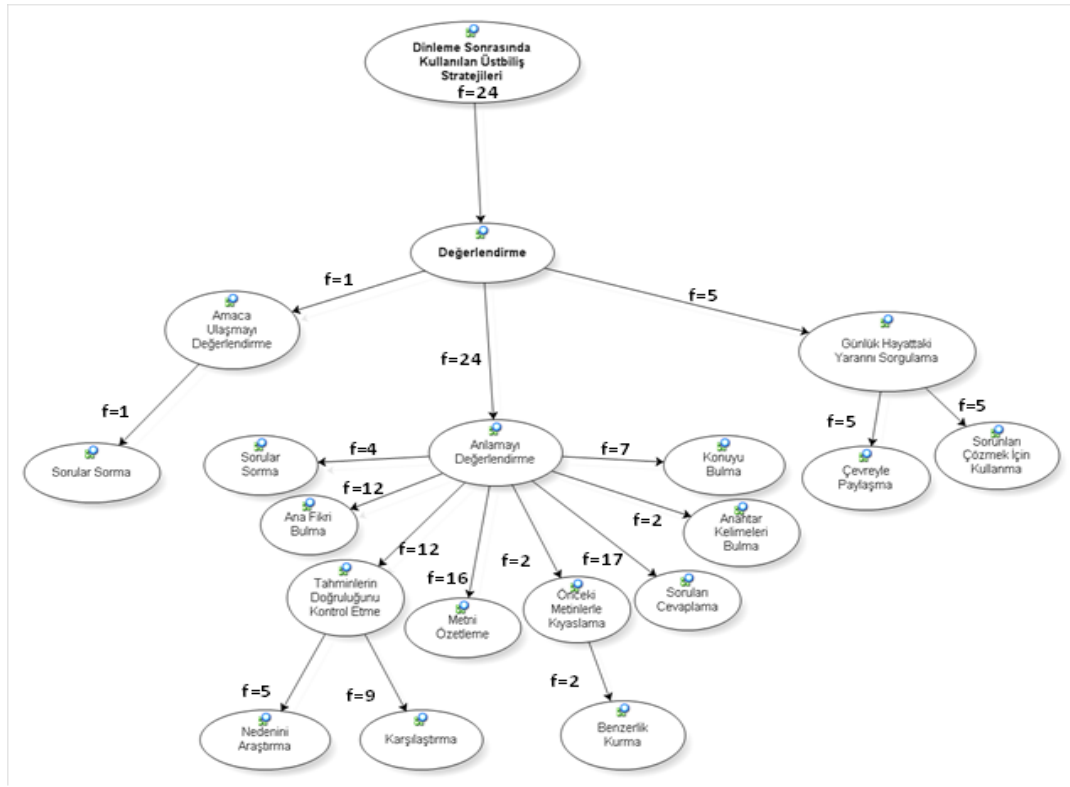 Dinleme Sonrasında
Kullanılan Üstbiliş
Stratejileri
f=24
Değerlendirme
f=1
f=24
f=5
Amaca
Ulaşmayı
Değerlendirme
Günlük Hayattaki
Yararını Sorgulama
f=1
f=5
f=5
Sorular Sorma
Sorular
Sorma
f=4
Anlamayı
Değerlendirme
f=7
Konuyu
Bulma
Çevreyle
Paylaşma
Sorunları
Çözmek İçin
Kullanma
f=12
Ana Fikri
Bulma
f=2
Anahtar
Kelimeleri
Bulma
f=12
f=16
f=2
f=17
Tahminlerin
Doğruluğunu
Kontrol Etme
Metni
Özetleme
Önceki
Metinlerle
Kıyaslama
Soruları
Cevaplama
f=5
f=9
f=2
Nedenini
Araştırma
Karşılaştırma
Benzerlik
Kurma